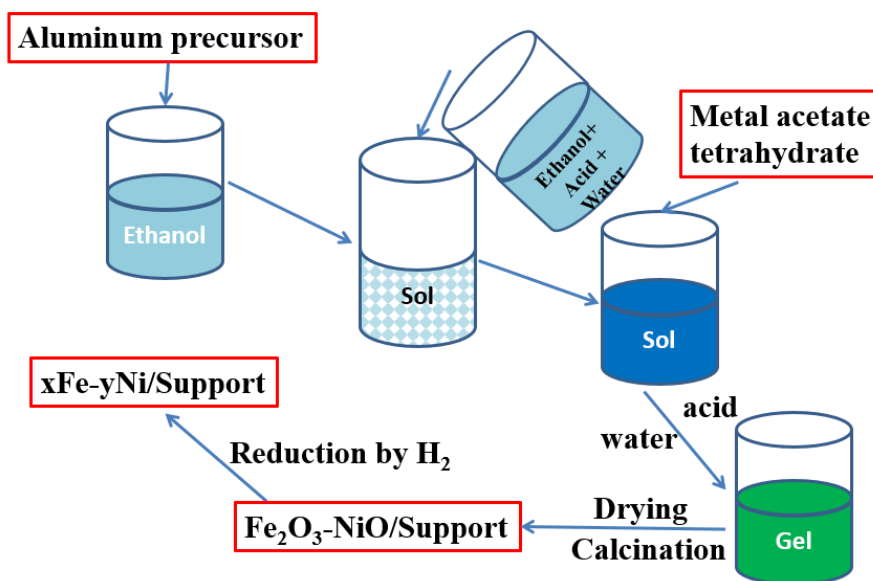 Aluminum precursor
Ethanol
Ethanol+
Acid +
Water
Sol
Metal acetate
tetrahydrate
Sol
acid
water
Gel
Drying
Calcination
Fe₂O₃-NiO/Support
Reduction by H₂
xFe-yNi/Support